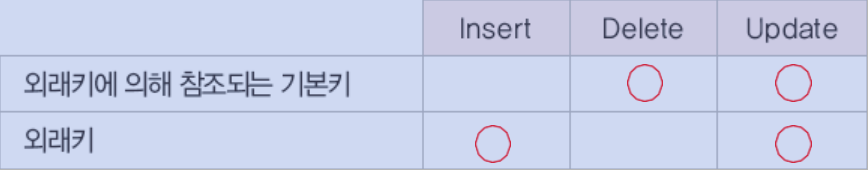 Insert Delete Update
외래키에 의해 참조되는 기본키 ○ ○
외래키 ○ ○